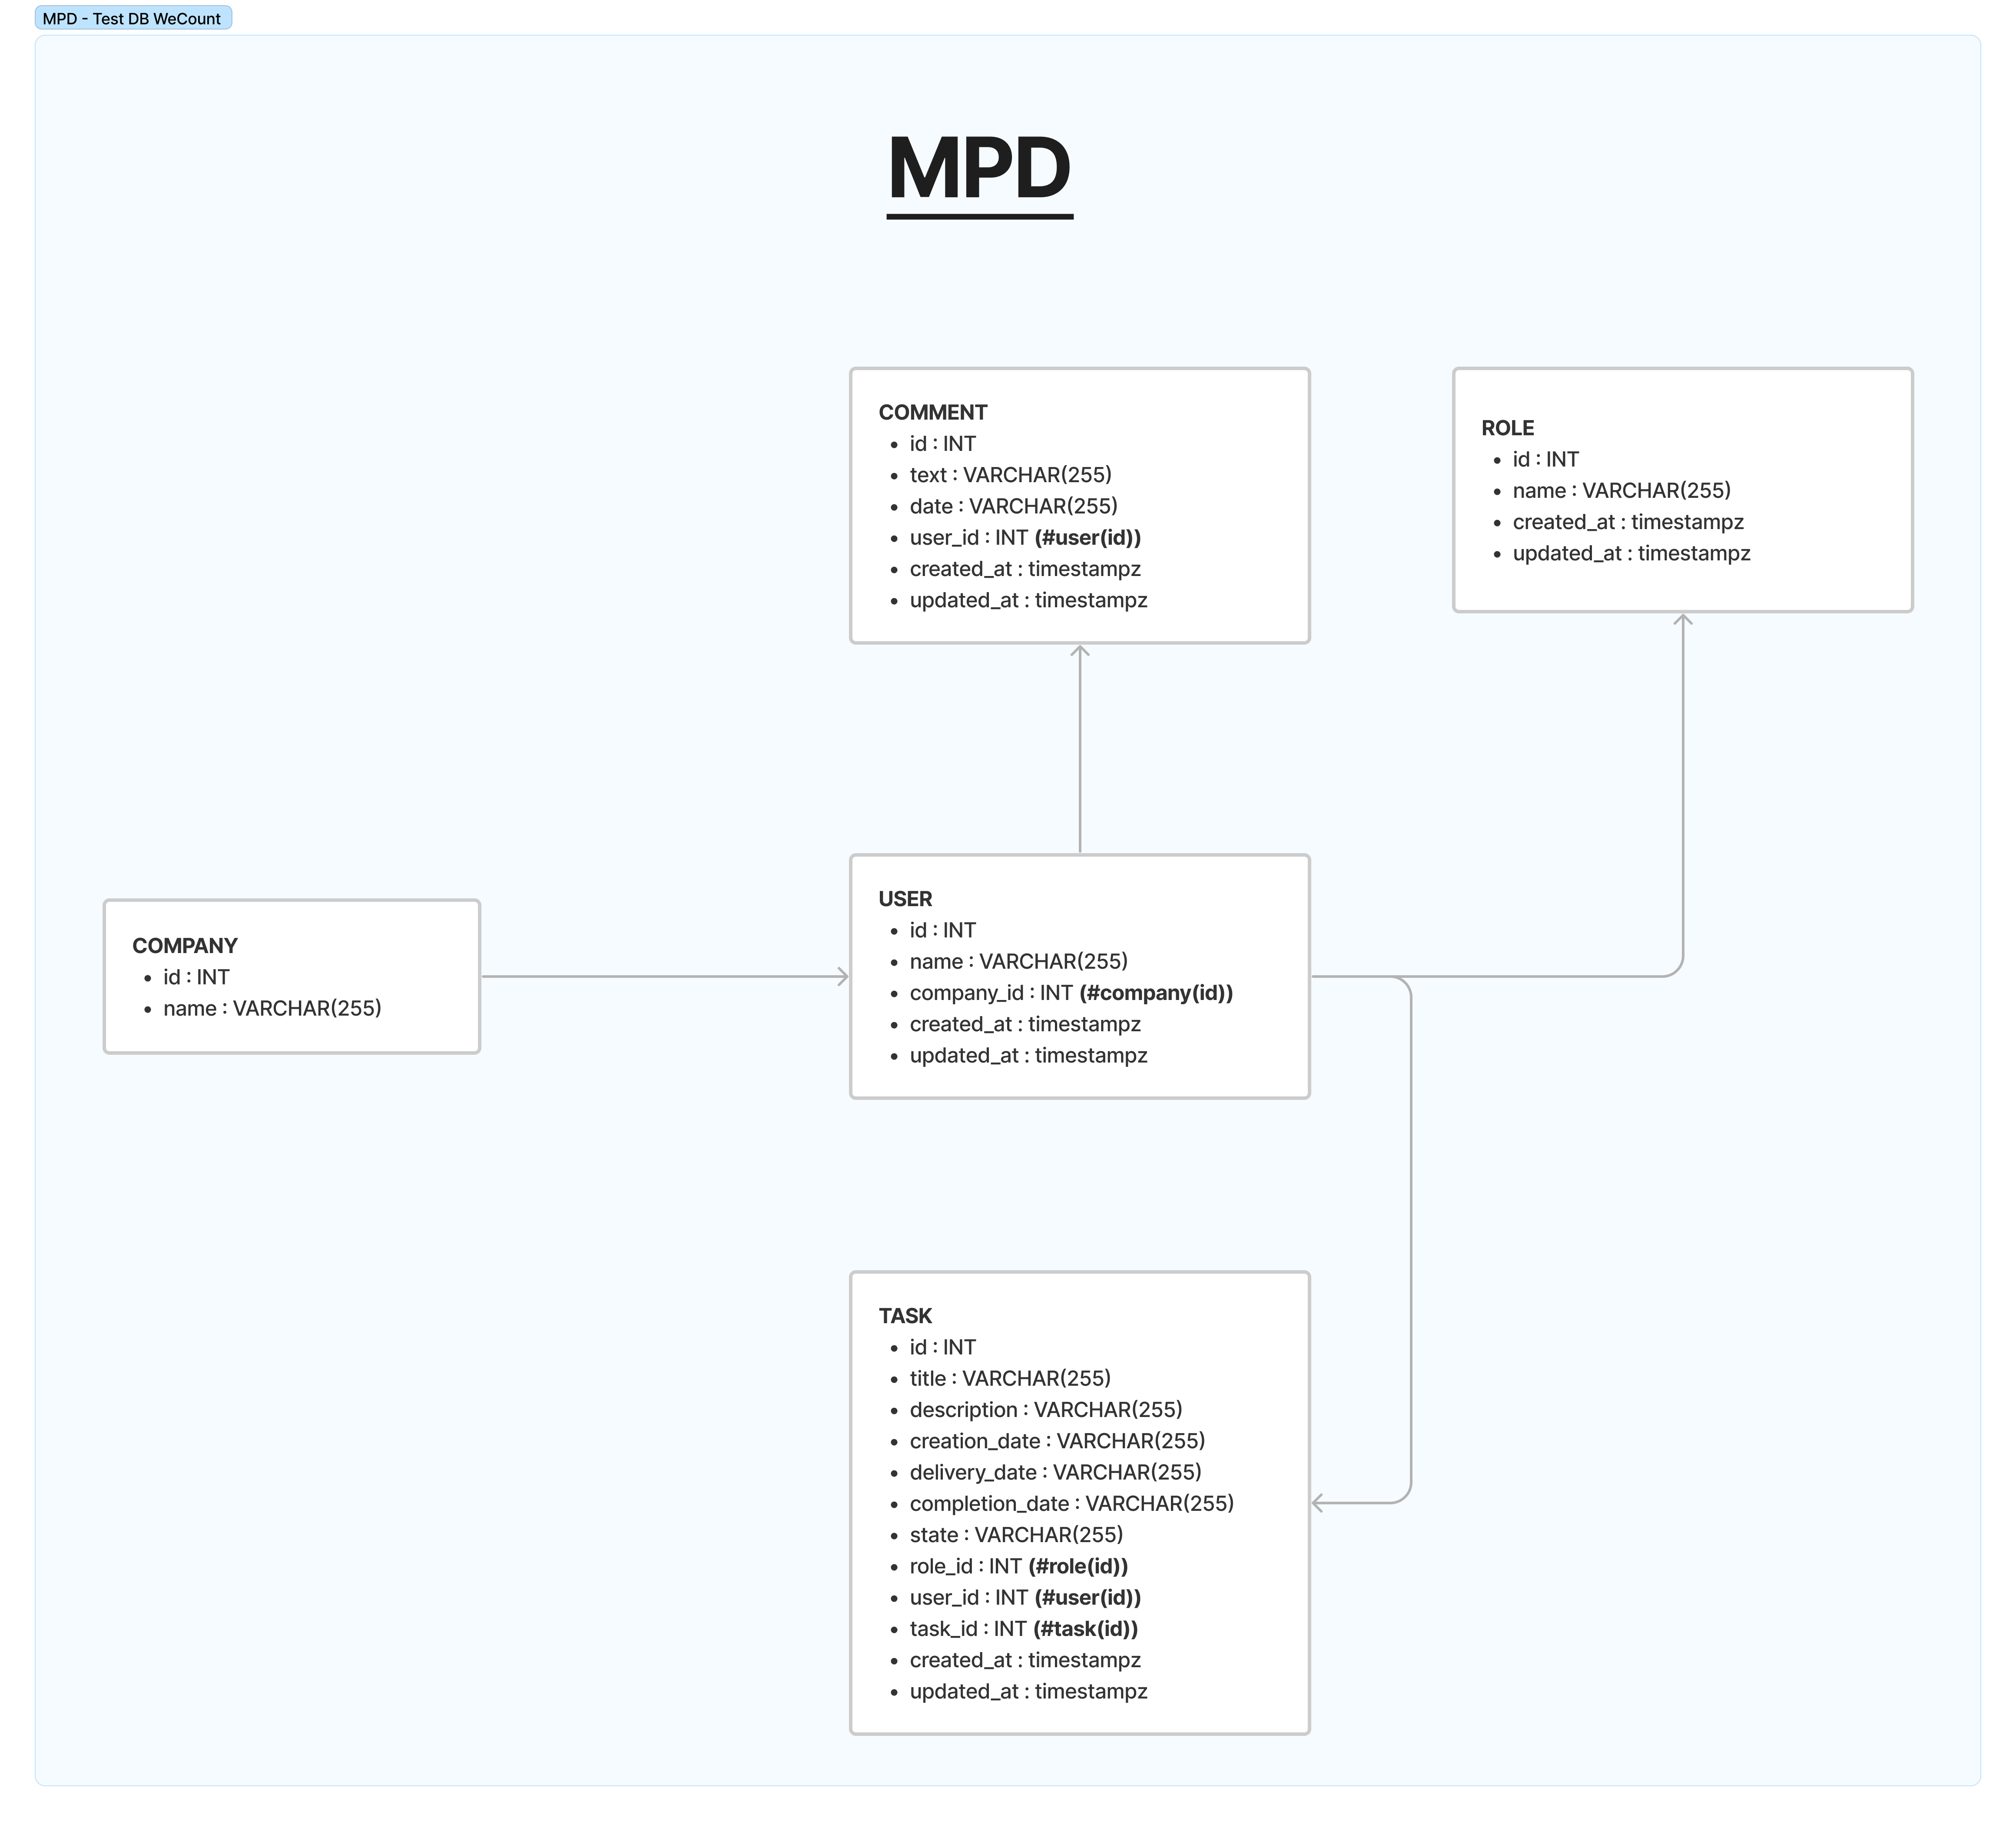 MPD - Test DB WeCount
MPD
COMMENT
id : INT
text : VARCHAR(255)
date : VARCHAR(255)
user_id : INT (#user(id))
created_at : timestampz
updated_at : timestampz
ROLE
id : INT
name : VARCHAR(255)
created_at : timestampz
updated_at : timestampz
COMPANY
id : INT
name : VARCHAR(255)
USER
id : INT
name : VARCHAR(255)
company_id : INT (#company(id))
created_at : timestampz
updated_at : timestampz
TASK
id : INT
title : VARCHAR(255)
description : VARCHAR(255)
creation_date : VARCHAR(255)
delivery_date : VARCHAR(255)
completion_date : VARCHAR(255)
state : VARCHAR(255)
role_id : INT (#role(id))
user_id : INT (#user(id))
task_id : INT (#task(id))
created_at : timestampz
updated_at : timestampz